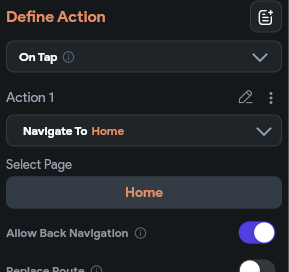 Define Action
On Tap
Action 1
Navigate To Home
Select Page
Home
Allow Back Navigation
Replace Route